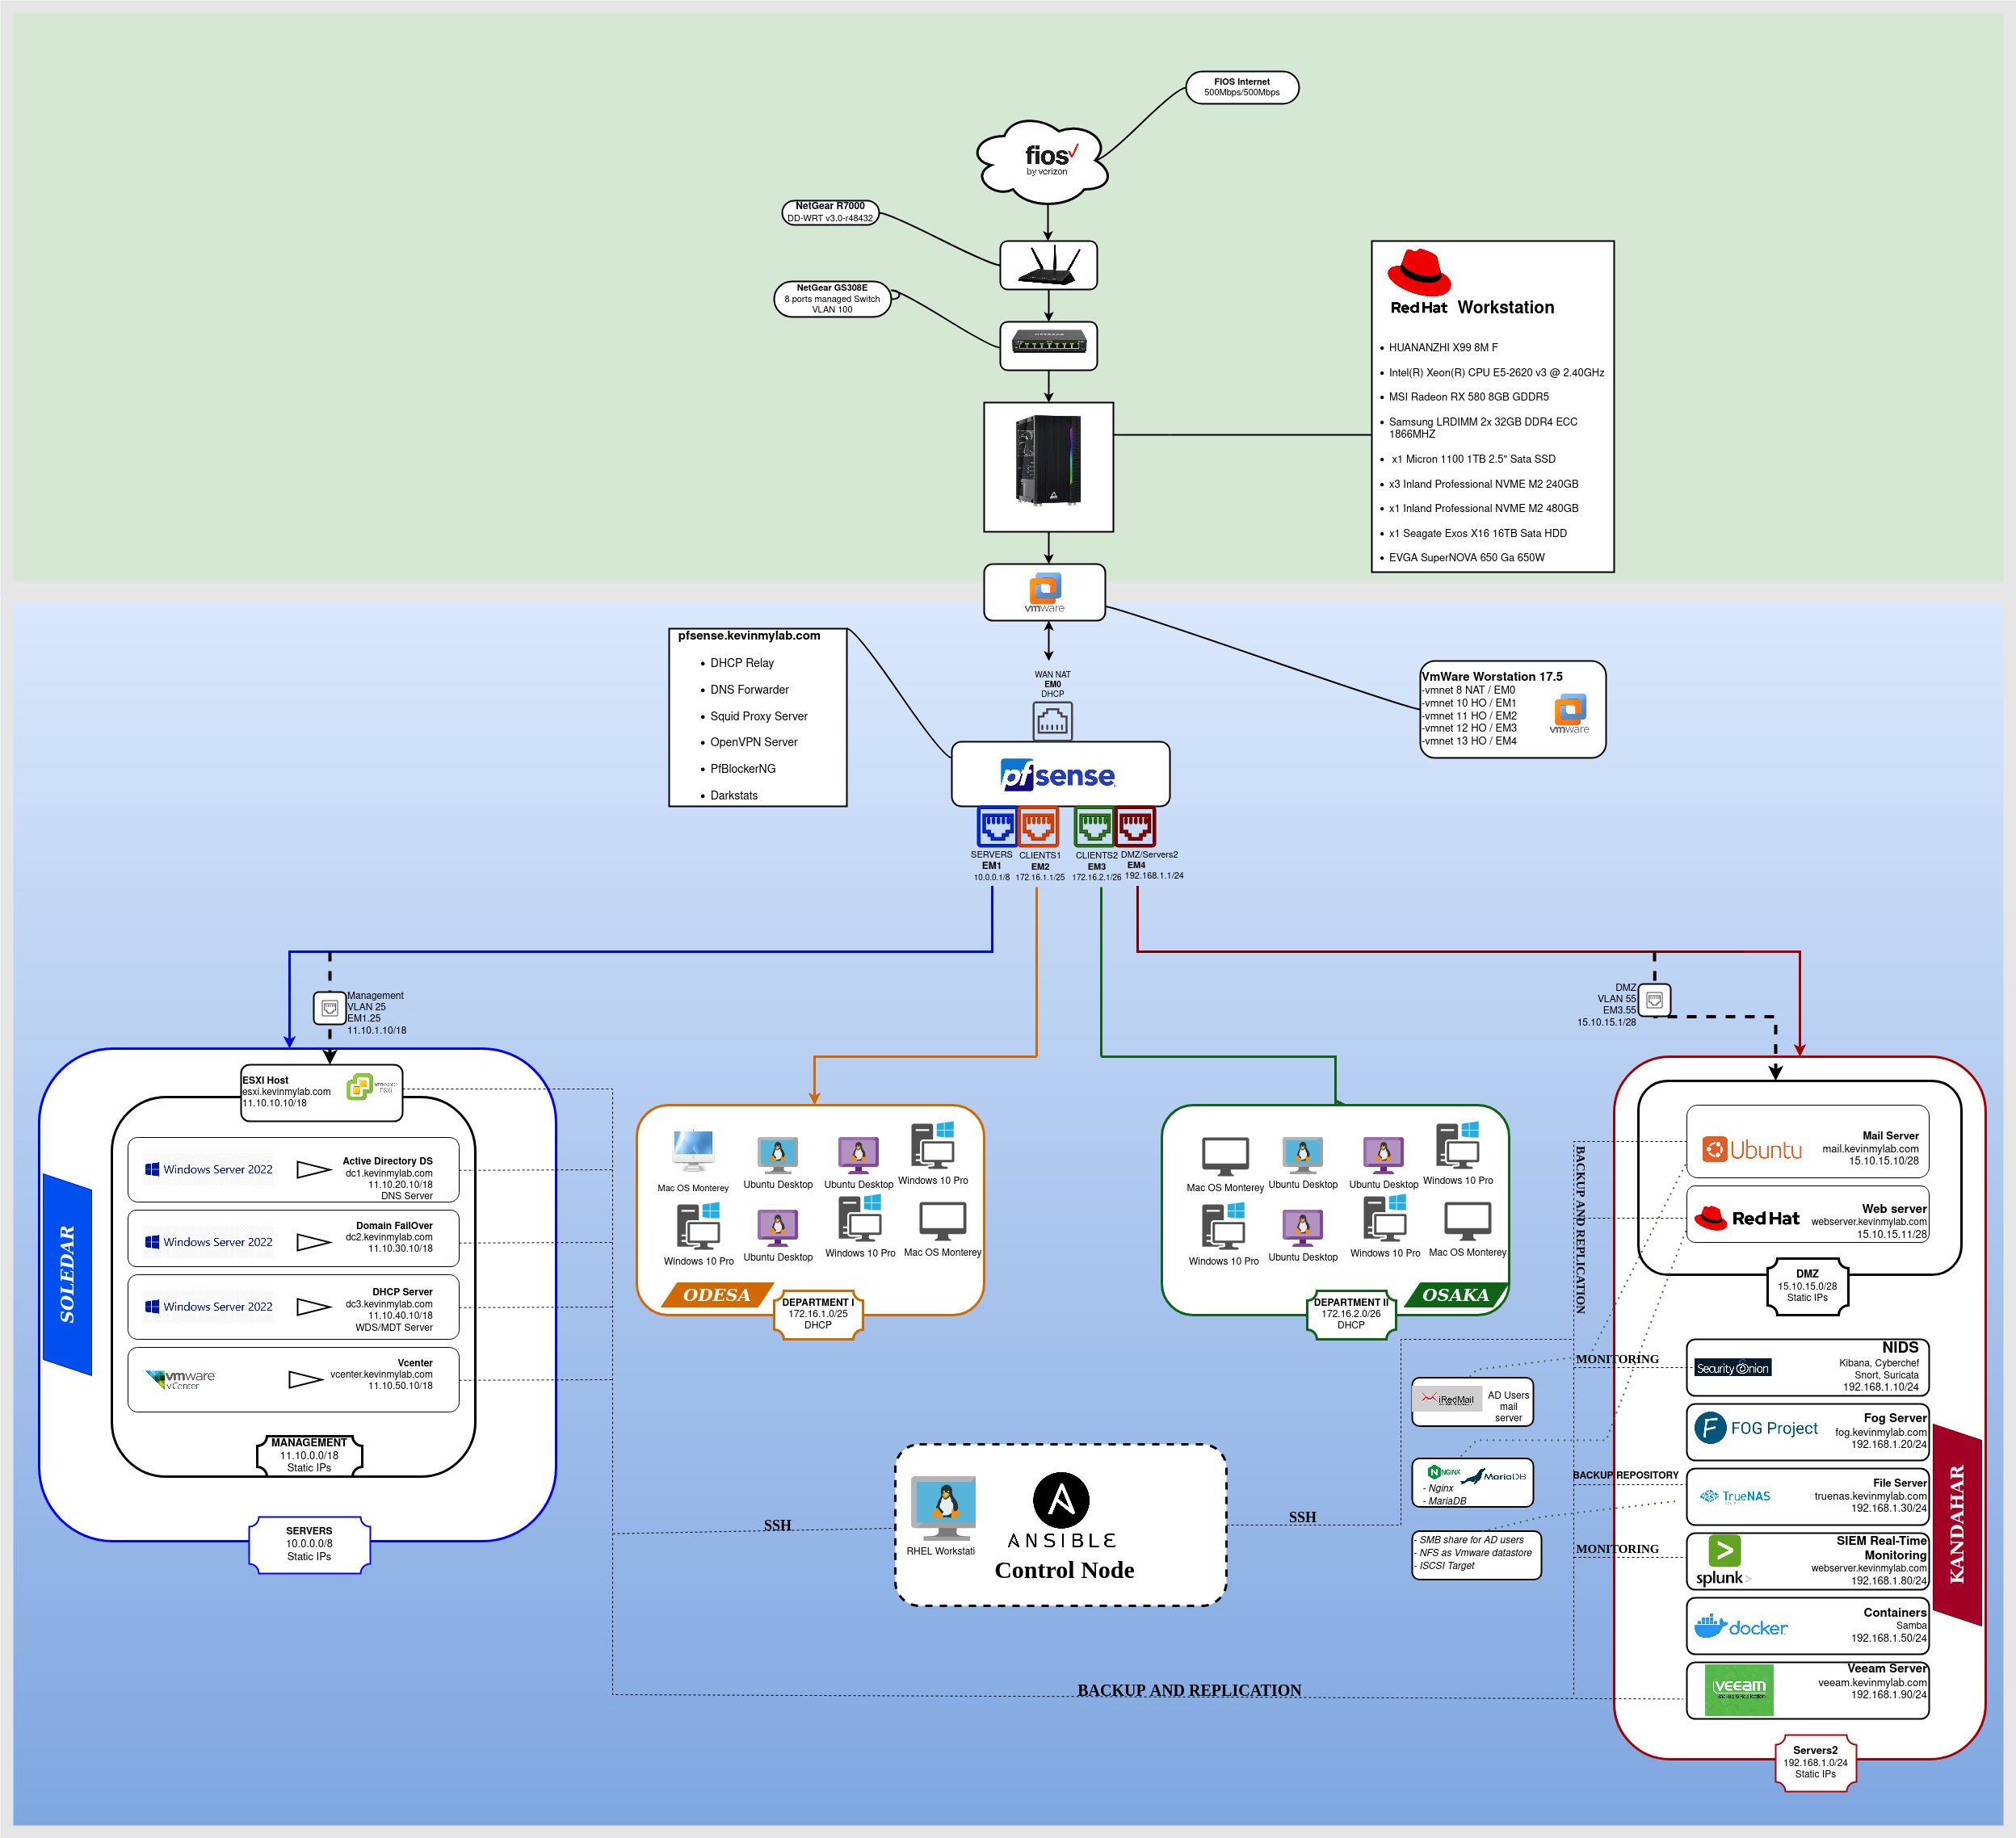 FIOS Internet
500Mbps/500Mbps
fios
by verizon
NetGear R7000
DD-WRT v3.0-r48432
NetGear GS308E
8 ports managed Switch
VLAN 100
Red Hat Workstation
HUANANZHI X99 8M F
Intel(R) Xeon(R) CPU E5-2620 v3 @ 2.40GHz
MSI Radeon RX 580 8GB GDDR5
Samsung LRDIMM 2x 32GB DDR4 ECC
1866MHZ
x1 Micron 1100 1TB 2.5" Sata SSD
x3 Inland Professional NVME M2 240GB
x1 Inland Professional NVME M2 480GB
x1 Seagate Exos X16 16TB Sata HDD
EVGA SuperNOVA 650 Ga 650W
vmware
pfsense.kevinmylab.com
DHCP Relay
DNS Forwarder
Squid Proxy Server
OpenVPN Server
PfBlockerNG
Darkstats
WAN NAT
EM0
DHCP
VmWare Worstation 17.5
-vmnet 8 NAT / EM0
-vmnet 10 HO / EM1
-vmnet 11 HO / EM2
-vmnet 12 HO / EM3
-vmnet 13 HO / EM4
vmware
pfsense
SERVERS
EM1
10.0.0.1/8
CLIENTS1
EM2
172.16.1.1/25
CLIENTS2
EM3
172.16.2.1/26
DMZ/Servers2
EM4
192.168.1.1/24
Management
VLAN 25
EM1.25
11.10.1.10/18
DMZ
VLAN 55
EM3.55
15.10.15.1/28
SOLEDAR
ESXI Host
esxi.kevinmylab.com
11.10.10.10/18
vmware
ESXI
Windows Server 2022
Active Directory DS
dc1.kevinmylab.com
11.10.20.10/18
DNS Server
Windows Server 2022
Domain FailOver
dc2.kevinmylab.com
11.10.30.10/18
Windows Server 2022
DHCP Server
dc3.kevinmylab.com
11.10.40.10/18
WDS/MDT Server
vmware
vCenter
Vcenter
vcenter.kevinmylab.com
11.10.50.10/18
MANAGEMENT
11.10.0.0/18
Static IPs
SERVERS
10.0.0.0/8
Static IPs
Mac OS Monterey
Ubuntu Desktop
Ubuntu Desktop
Windows 10 Pro
Windows 10 Pro
Ubuntu Desktop
Windows 10 Pro
Mac OS Monterey
ODESA
DEPARTMENT I
172.16.1.0/25
DHCP
Mac OS Monterey
Ubuntu Desktop
Ubuntu Desktop
Windows 10 Pro
Windows 10 Pro
Ubuntu Desktop
Windows 10 Pro
Mac OS Monterey
OSAKA
DEPARTMENT II
172.16.2.0/26
DHCP
BACKUP AND REPLICATION
Ubuntu
Mail Server
mail.kevinmylab.com
15.10.15.10/28
Red Hat
Web server
webserver.kevinmylab.com
15.10.15.11/28
DMZ
15.10.15.0/28
Static IPs
MONITORING
Security Onion
NIDS
Kibana, Cyberchef
Snort, Suricata
192.168.1.10/24
iRedMail
AD Users
mail
server
FOG Project
Fog Server
fog.kevinmylab.com
192.168.1.20/24
NGINX
MariaDB
- Nginx
- MariaDB
BACKUP REPOSITORY
TrueNAS
File Server
truenas.kevinmylab.com
192.168.1.30/24
- SMB share for AD users
- NFS as Vmware datastore
- ISCSI Target
MONITORING
splunk>
SIEM Real-Time
Monitoring
webserver.kevinmylab.com
192.168.1.80/24
KANDAHAR
docker
Containers
Samba
192.168.1.50/24
veeam
Veeam Server
veeam.kevinmylab.com
192.168.1.90/24
Servers2
192.168.1.0/24
Static IPs
SSH
RHEL Workstati
ANSIBLE
Control Node
SSH
BACKUP AND REPLICATION